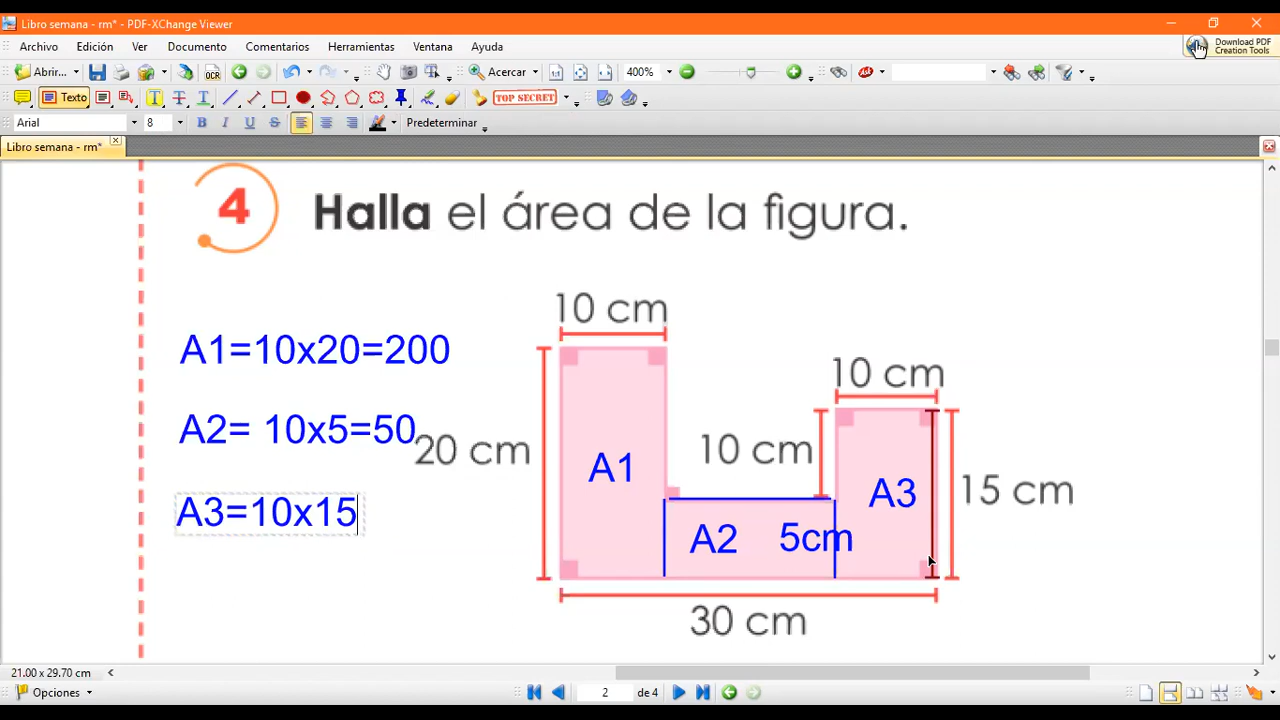 Libro semana - rm* - PDF-XChange Viewer
Archivo Edición Ver Documento Comentarios Herramientas Ventana Ayuda
Download PDF
Creation Tools
Abrir... OCR Acercar 400%
Texto TOP SECRET
Arial 8 B I U S Predeterminar
Libro semana - rm*
4 Halla el área de la figura.
10 cm
A1=10x20=200
10 cm
A2= 10x5=50
20 cm
10 cm
A1
A3
15 cm
A3=10x15
A2
5cm
30 cm
21.00 x 29.70 cm
Opciones 2 de 4